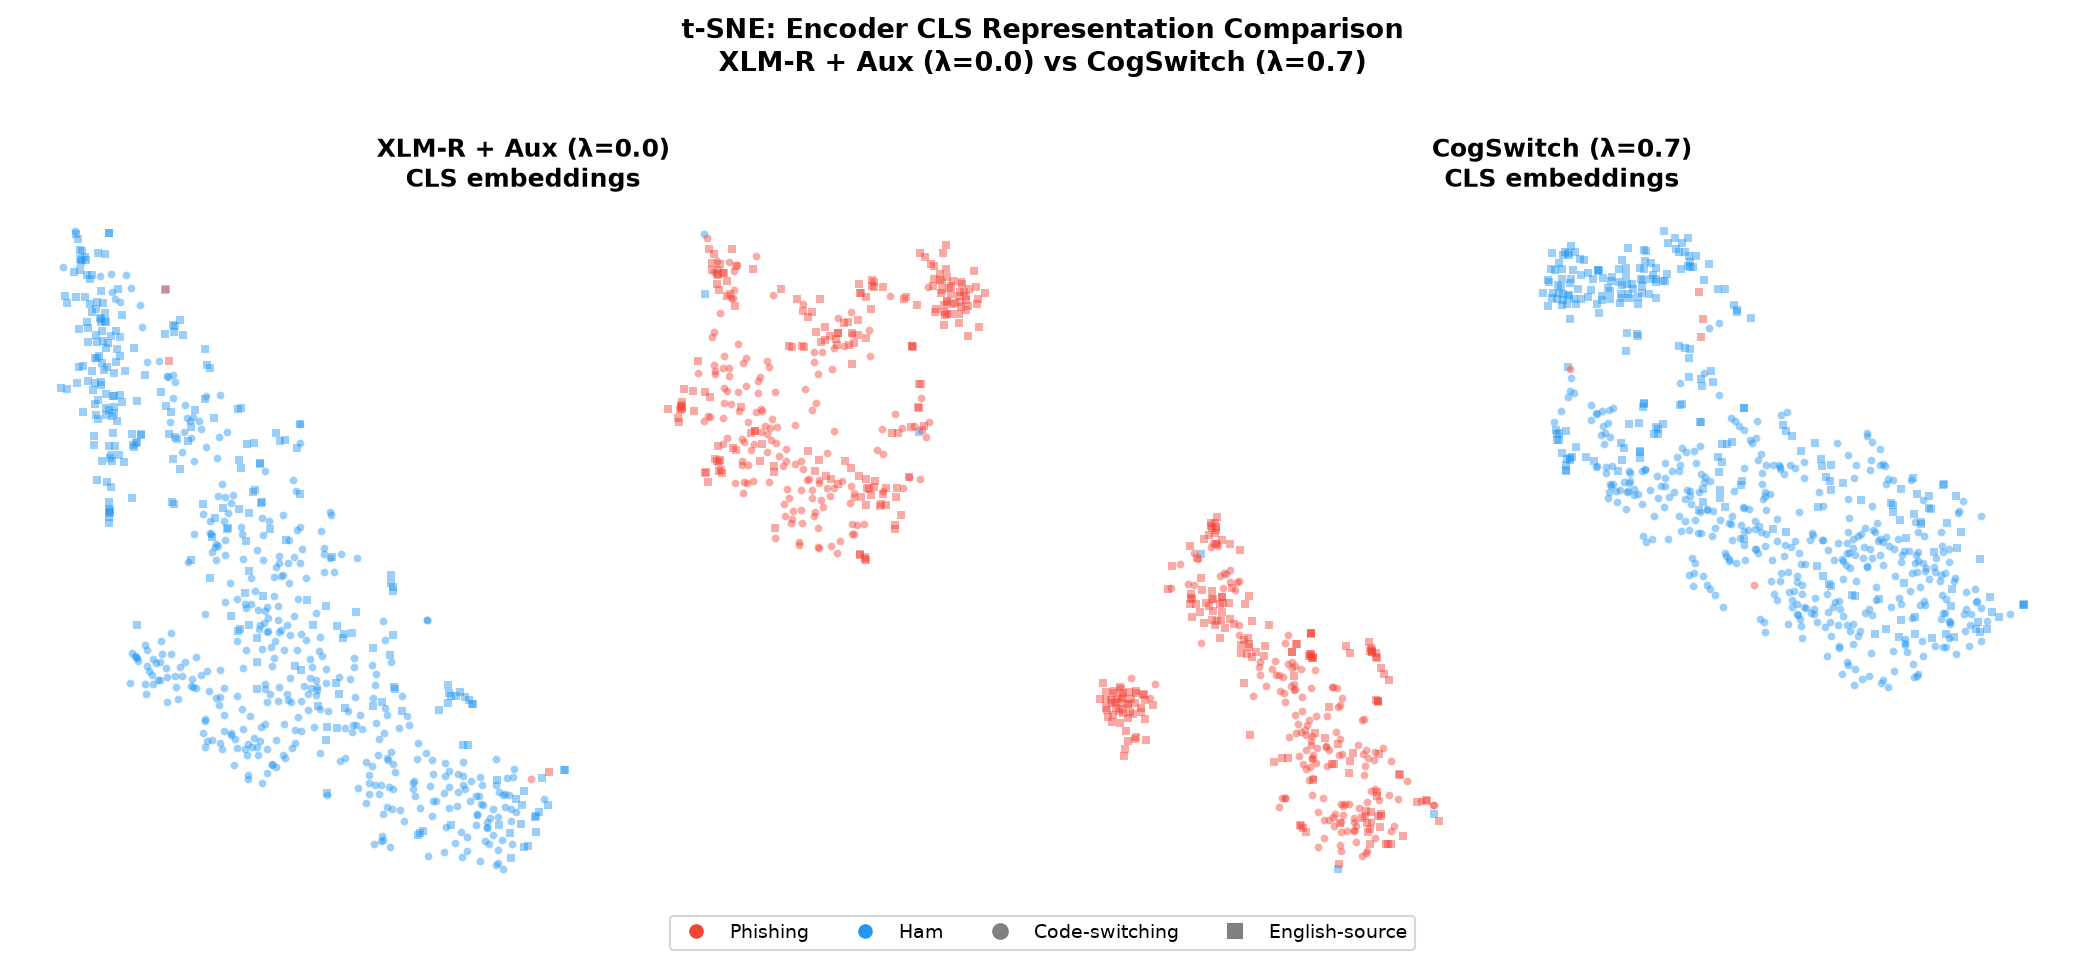 t-SNE: Encoder CLS Representation Comparison
XLM-R + Aux (λ=0.0) vs CogSwitch (λ=0.7)
XLM-R + Aux (λ=0.0)
CLS embeddings
CogSwitch (λ=0.7)
CLS embeddings
Phishing Ham Code-switching English-source